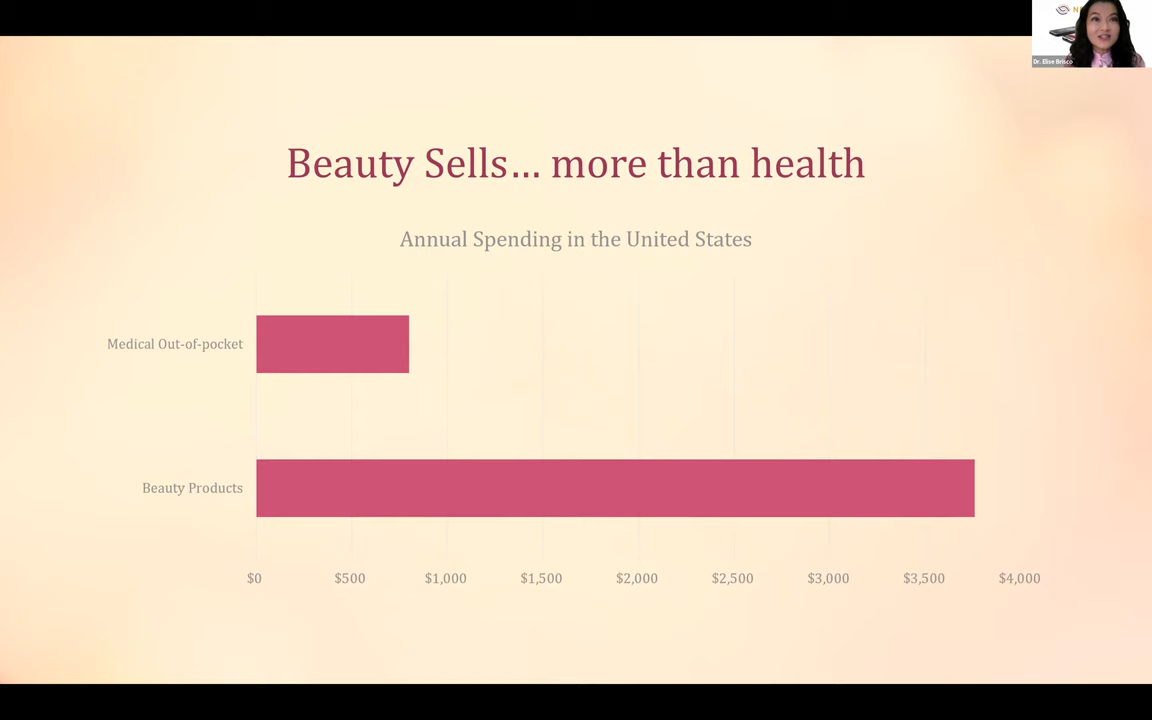 Dr. Elise Brisco
Beauty Sells... more than health
Annual Spending in the United States
Medical Out-of-pocket
Beauty Products
$0 $500 $1,000 $1,500 $2,000 $2,500 $3,000 $3,500 $4,000